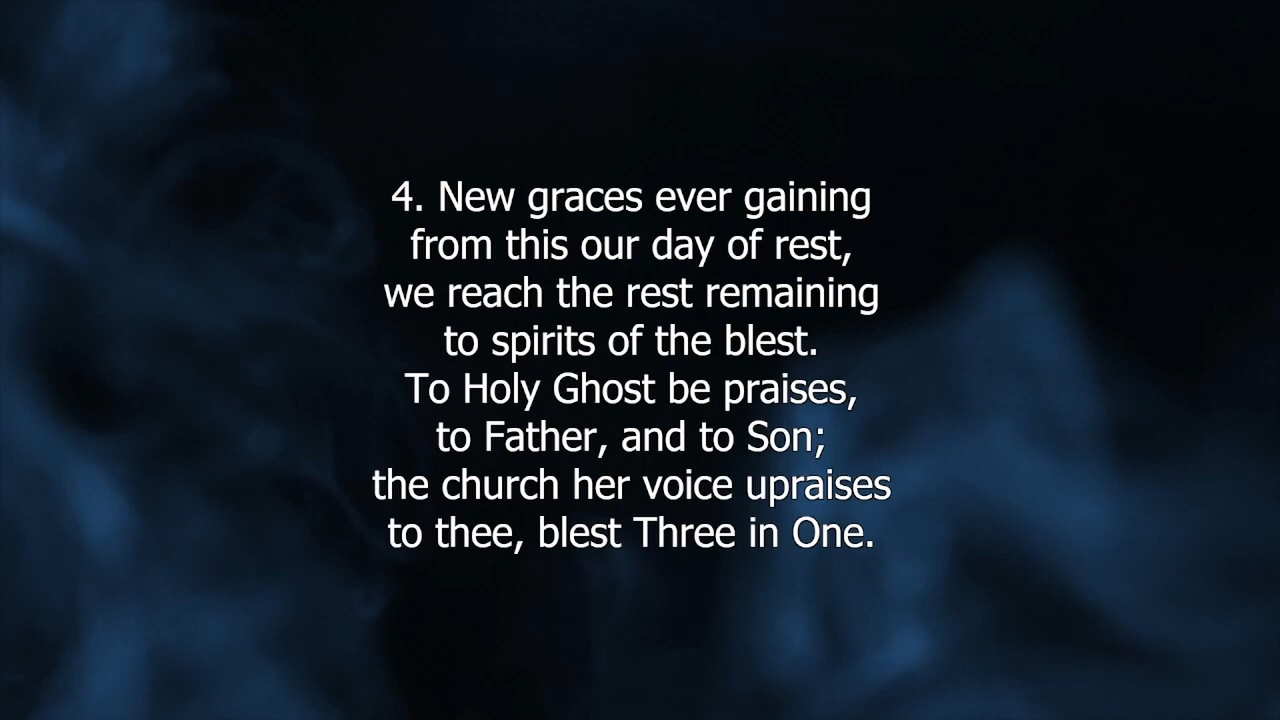 4. New graces ever gaining
from this our day of rest,
we reach the rest remaining
to spirits of the blest.
To Holy Ghost be praises,
to Father, and to Son;
the church her voice upraises
to thee, blest Three in One.